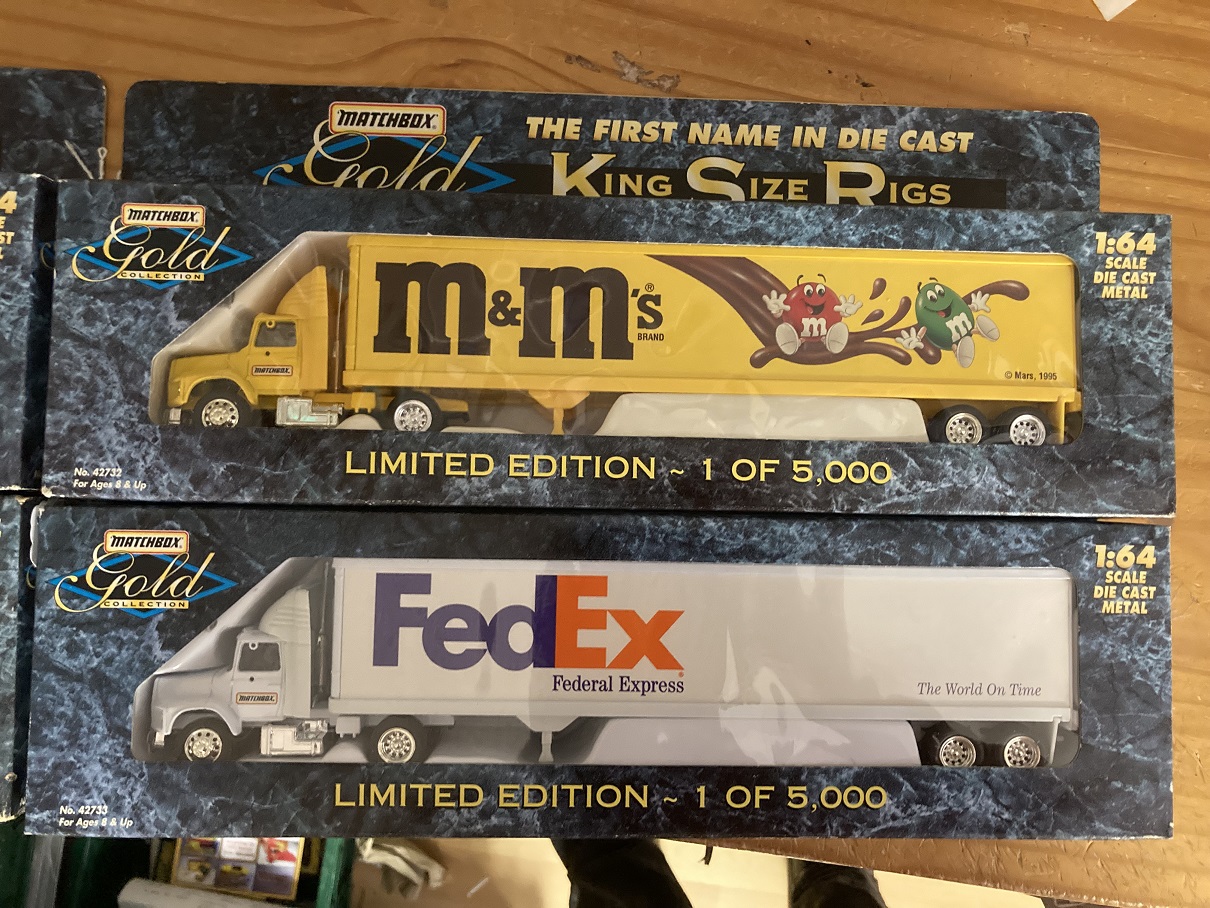 MATCHBOX
Gold
THE FIRST NAME IN DIE CAST
KING SIZE RIGS
MATCHBOX
Gold
COLLECTION
1:64
SCALE
DIE CAST
METAL
m&m's®
BRAND
m
m
© Mars, 1995
MATCHBOX
No. 42732
For Ages 8 & Up
LIMITED EDITION ~ 1 OF 5,000
MATCHBOX
Gold
COLLECTION
1:64
SCALE
DIE CAST
METAL
FedEx
Federal Express
The World On Time
MATCHBOX
No. 42733
For Ages 8 & Up
LIMITED EDITION ~ 1 OF 5,000